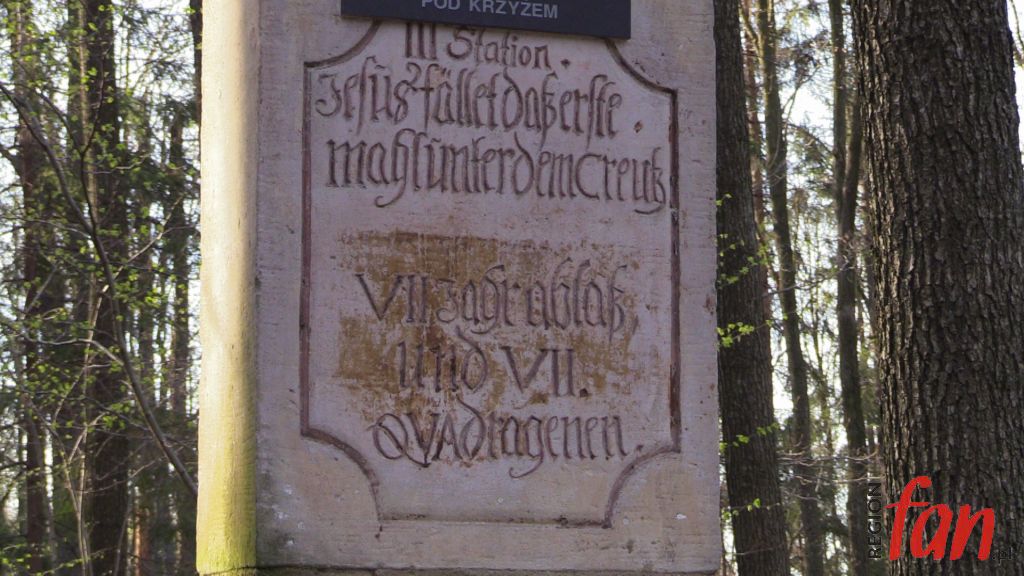 POD KRZYŻEM
III Station.
Jesus fället daß erste
mahl unter dem Creutz
VII Jahr ablaß,
und VII.
QVAdragenen.
REGION
fan
.pl